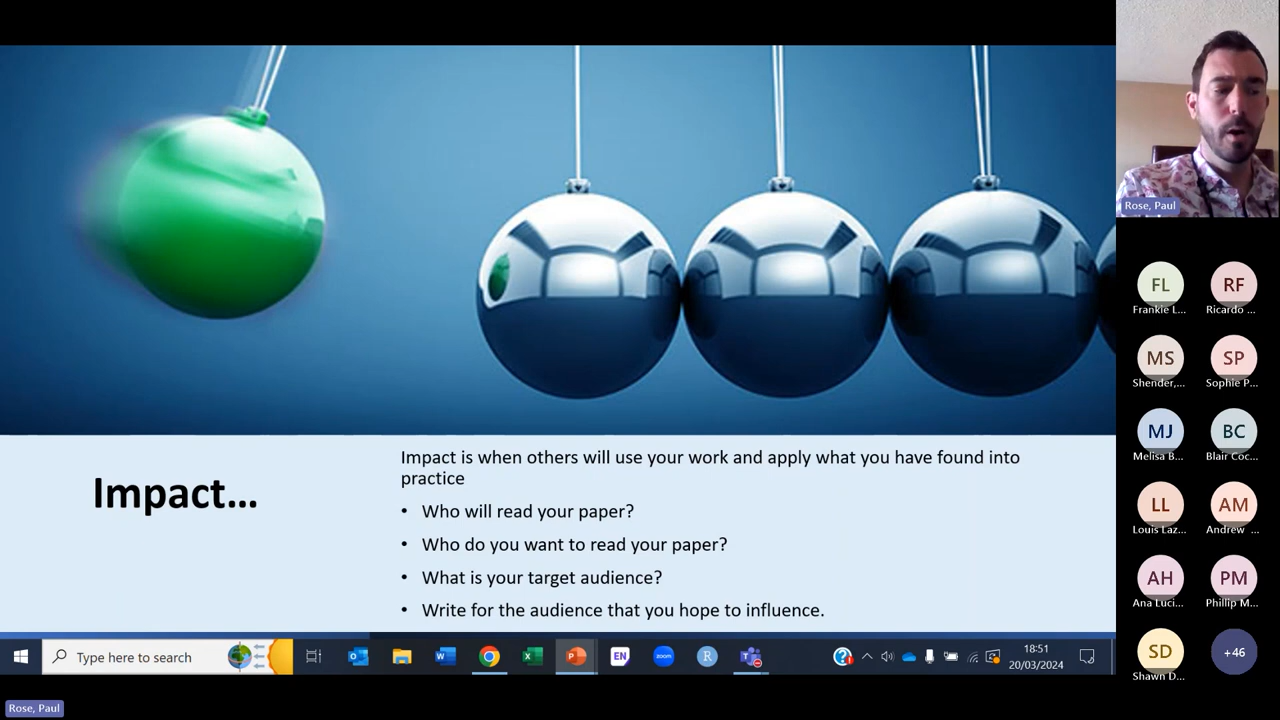 Impact…
Impact is when others will use your work and apply what you have found into
practice
• Who will read your paper?
• Who do you want to read your paper?
• What is your target audience?
• Write for the audience that you hope to influence.
Rose, Paul
FL
Frankie L...
RF
Ricardo ...
MS
Shender,...
SP
Sophie P...
MJ
Melisa B...
BC
Blair Coc...
LL
Louis Laz...
AM
Andrew ...
AH
Ana Luci...
PM
Phillip M...
SD
Shawn D...
+46
Type here to search
EN
zoom
R
18:51
20/03/2024
Rose, Paul